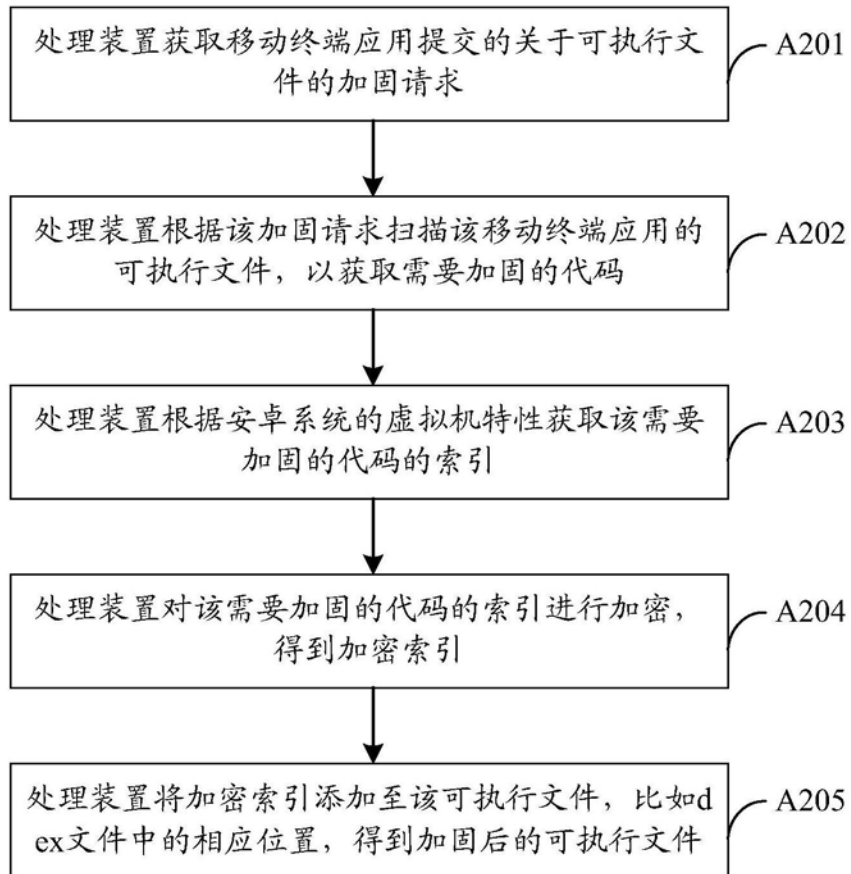 处理装置获取移动终端应用提交的关于可执行文
件的加固请求
A201
处理装置根据该加固请求扫描该移动终端应用的
可执行文件，以获取需要加固的代码
A202
处理装置根据安卓系统的虚拟机特性获取该需要
加固的代码的索引
A203
处理装置对该需要加固的代码的索引进行加密，
得到加密索引
A204
处理装置将加密索引添加至该可执行文件，比如d
ex文件中的相应位置，得到加固后的可执行文件
A205